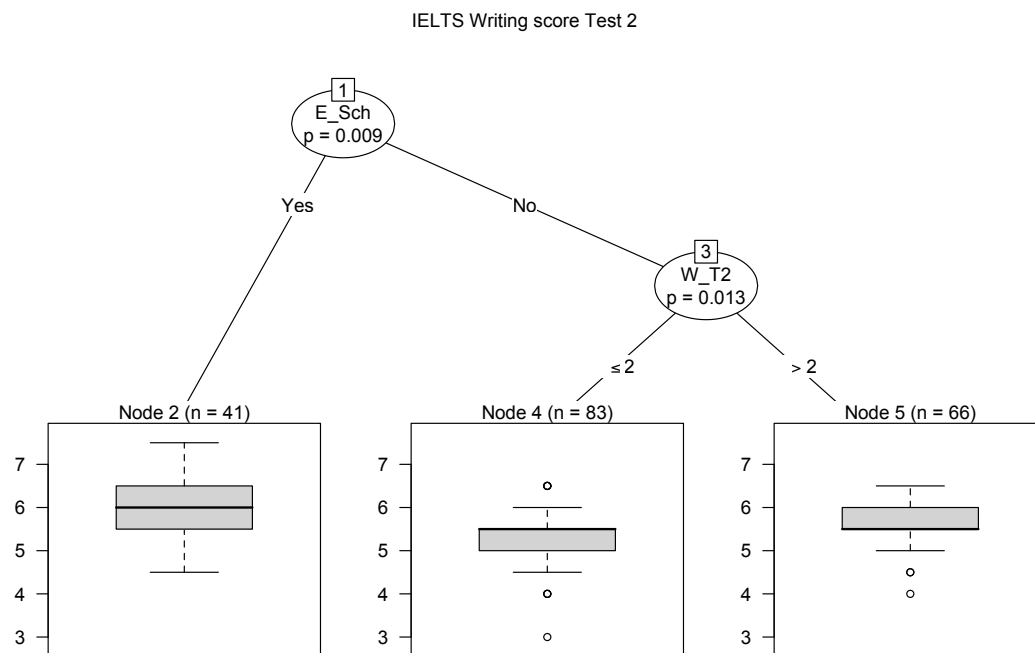 IELTS Writing score Test 2
1
E_Sch
p = 0.009
Yes
No
3
W_T2
p = 0.013
≤ 2
> 2
Node 2 (n = 41)
Node 4 (n = 83)
Node 5 (n = 66)
7
6
5
4
3
7
6
5
4
3
7
6
5
4
3